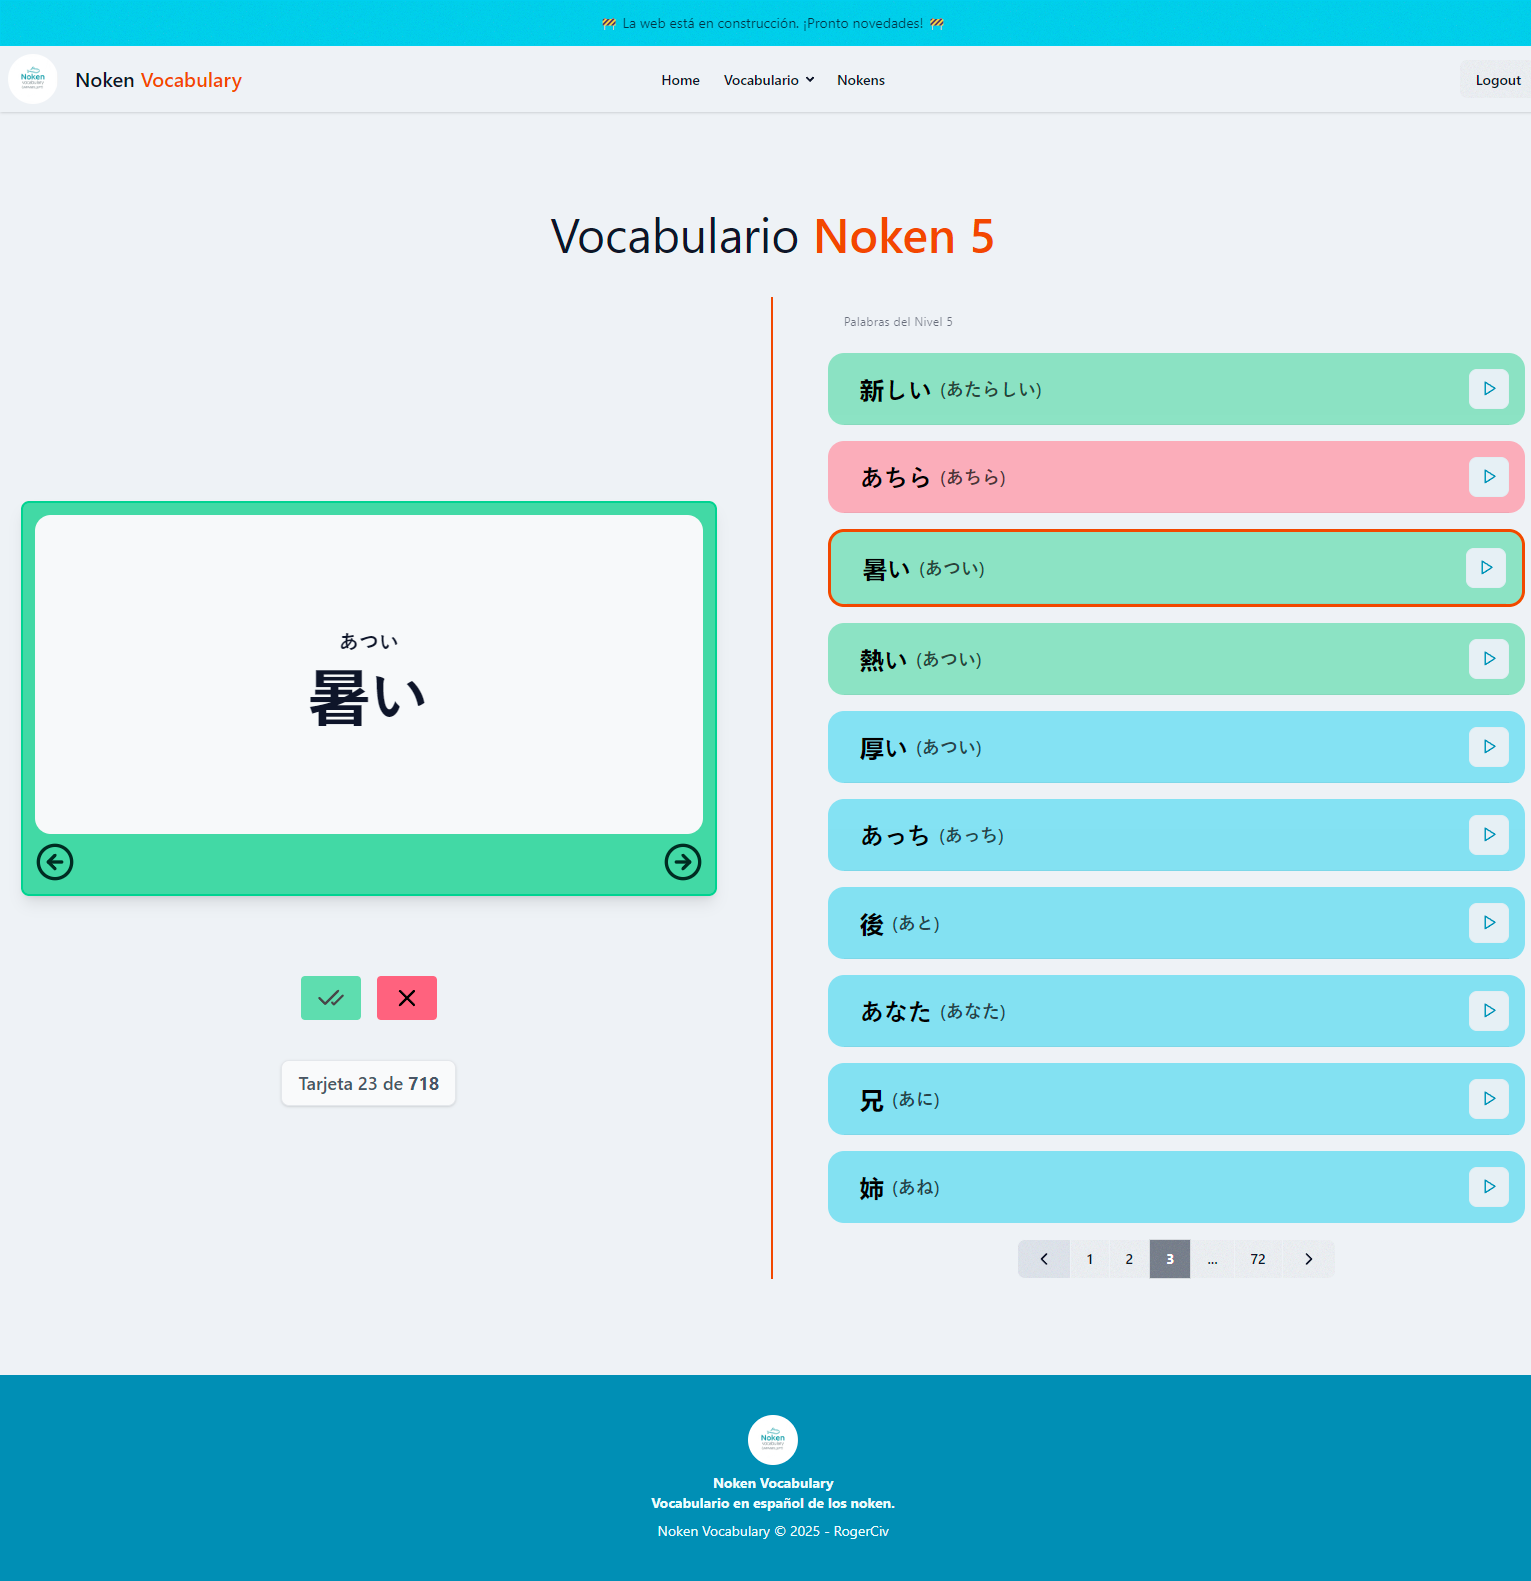 🚧 La web está en construcción. ¡Pronto novedades! 🚧
Noken
Noken Vocabulary
Home
Vocabulario
Nokens
Logout
Vocabulario Noken 5
あつい
暑い
Tarjeta 23 de 718
Palabras del Nivel 5
新しい (あたらしい)
あちら (あちら)
暑い (あつい)
熱い (あつい)
厚い (あつい)
あっち (あっち)
後 (あと)
あなた (あなた)
兄 (あに)
姉 (あね)
1 2 3 ... 72
Noken
Noken Vocabulary
Vocabulario en español de los noken.
Noken Vocabulary © 2025 - RogerCiv